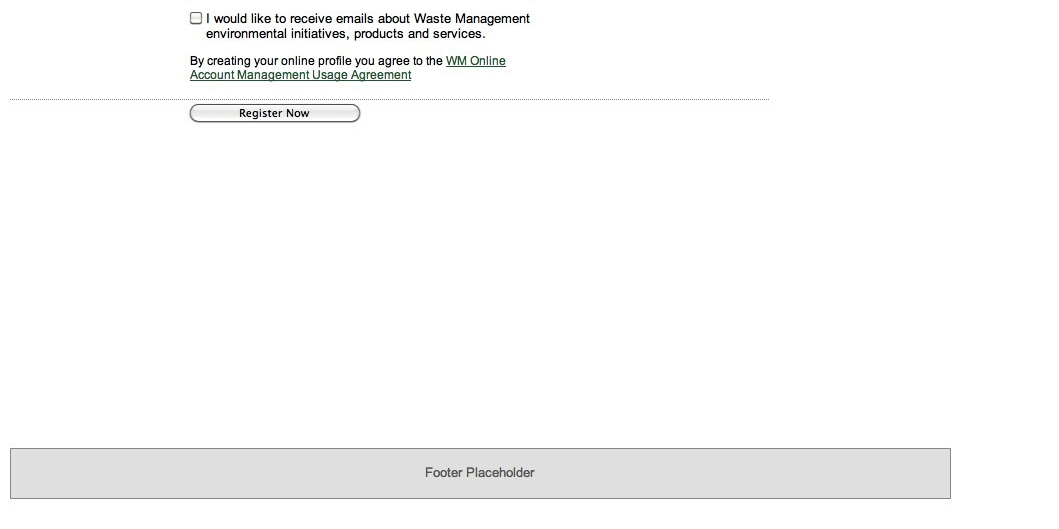 I would like to receive emails about Waste Management
environmental initiatives, products and services.
By creating your online profile you agree to the WM Online
Account Management Usage Agreement
Register Now
Footer Placeholder